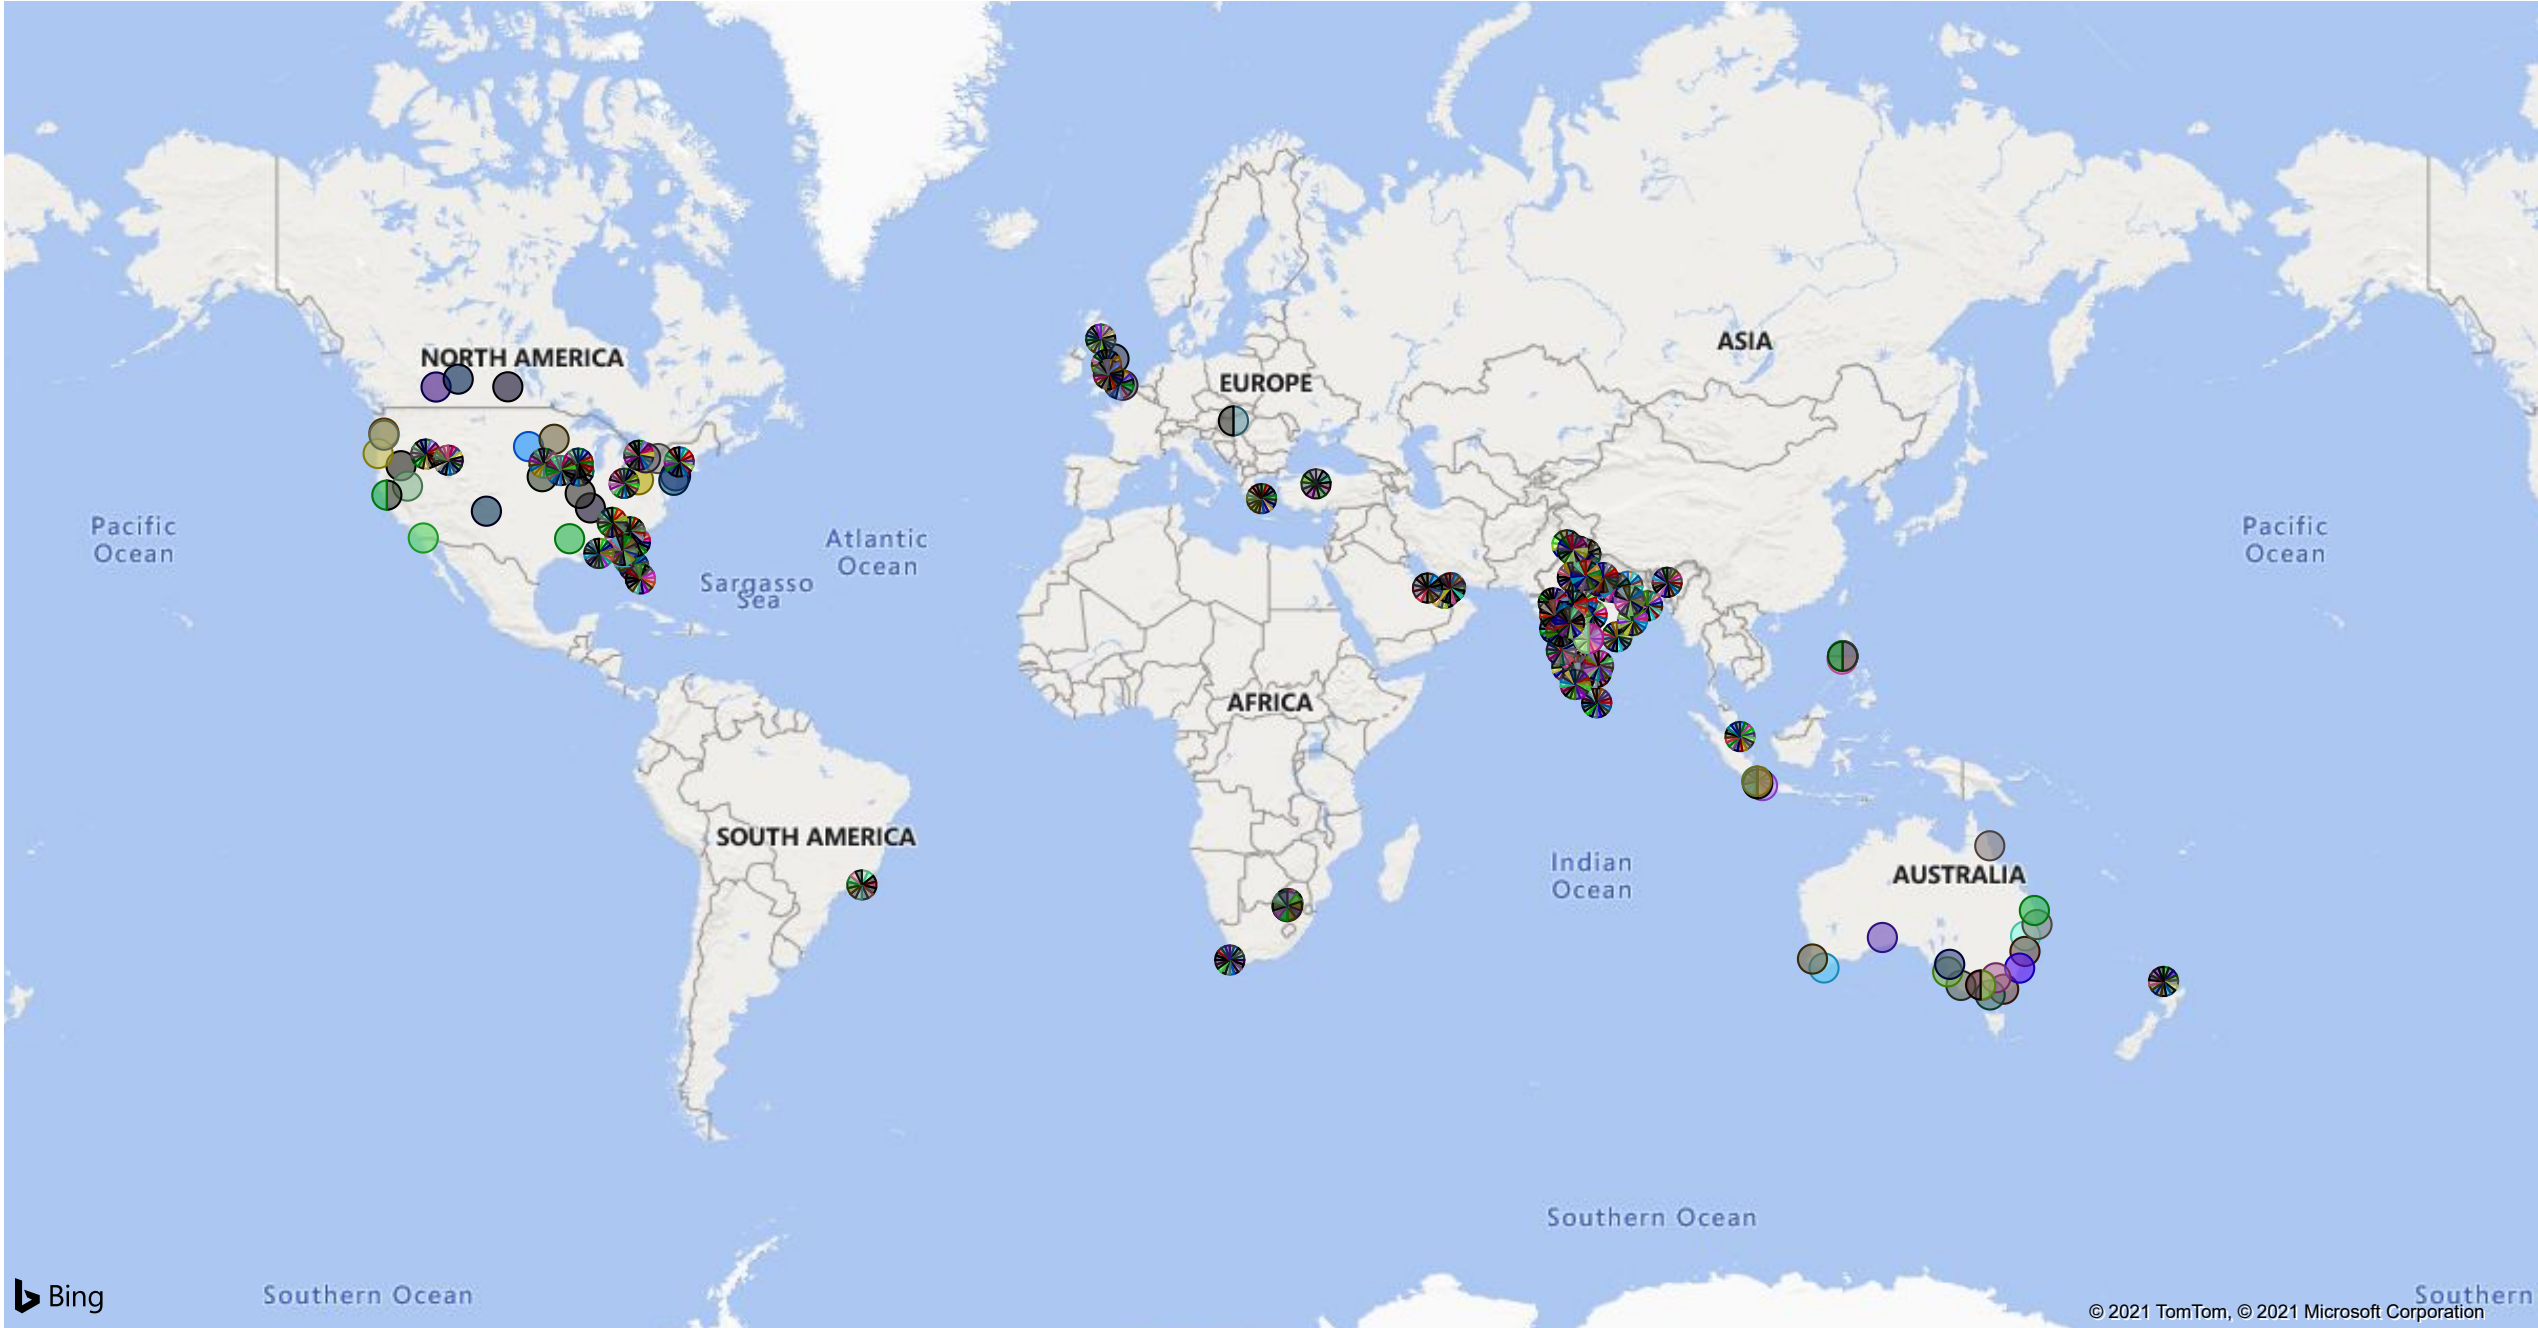 NORTH AMERICA
ASIA
EUROPE
Pacific
Ocean
Atlantic
Ocean
Pacific
Ocean
Sargasso
Sea
AFRICA
SOUTH AMERICA
Indian
Ocean
AUSTRALIA
Southern Ocean
Bing
Southern Ocean
Southern
© 2021 TomTom, © 2021 Microsoft Corporation